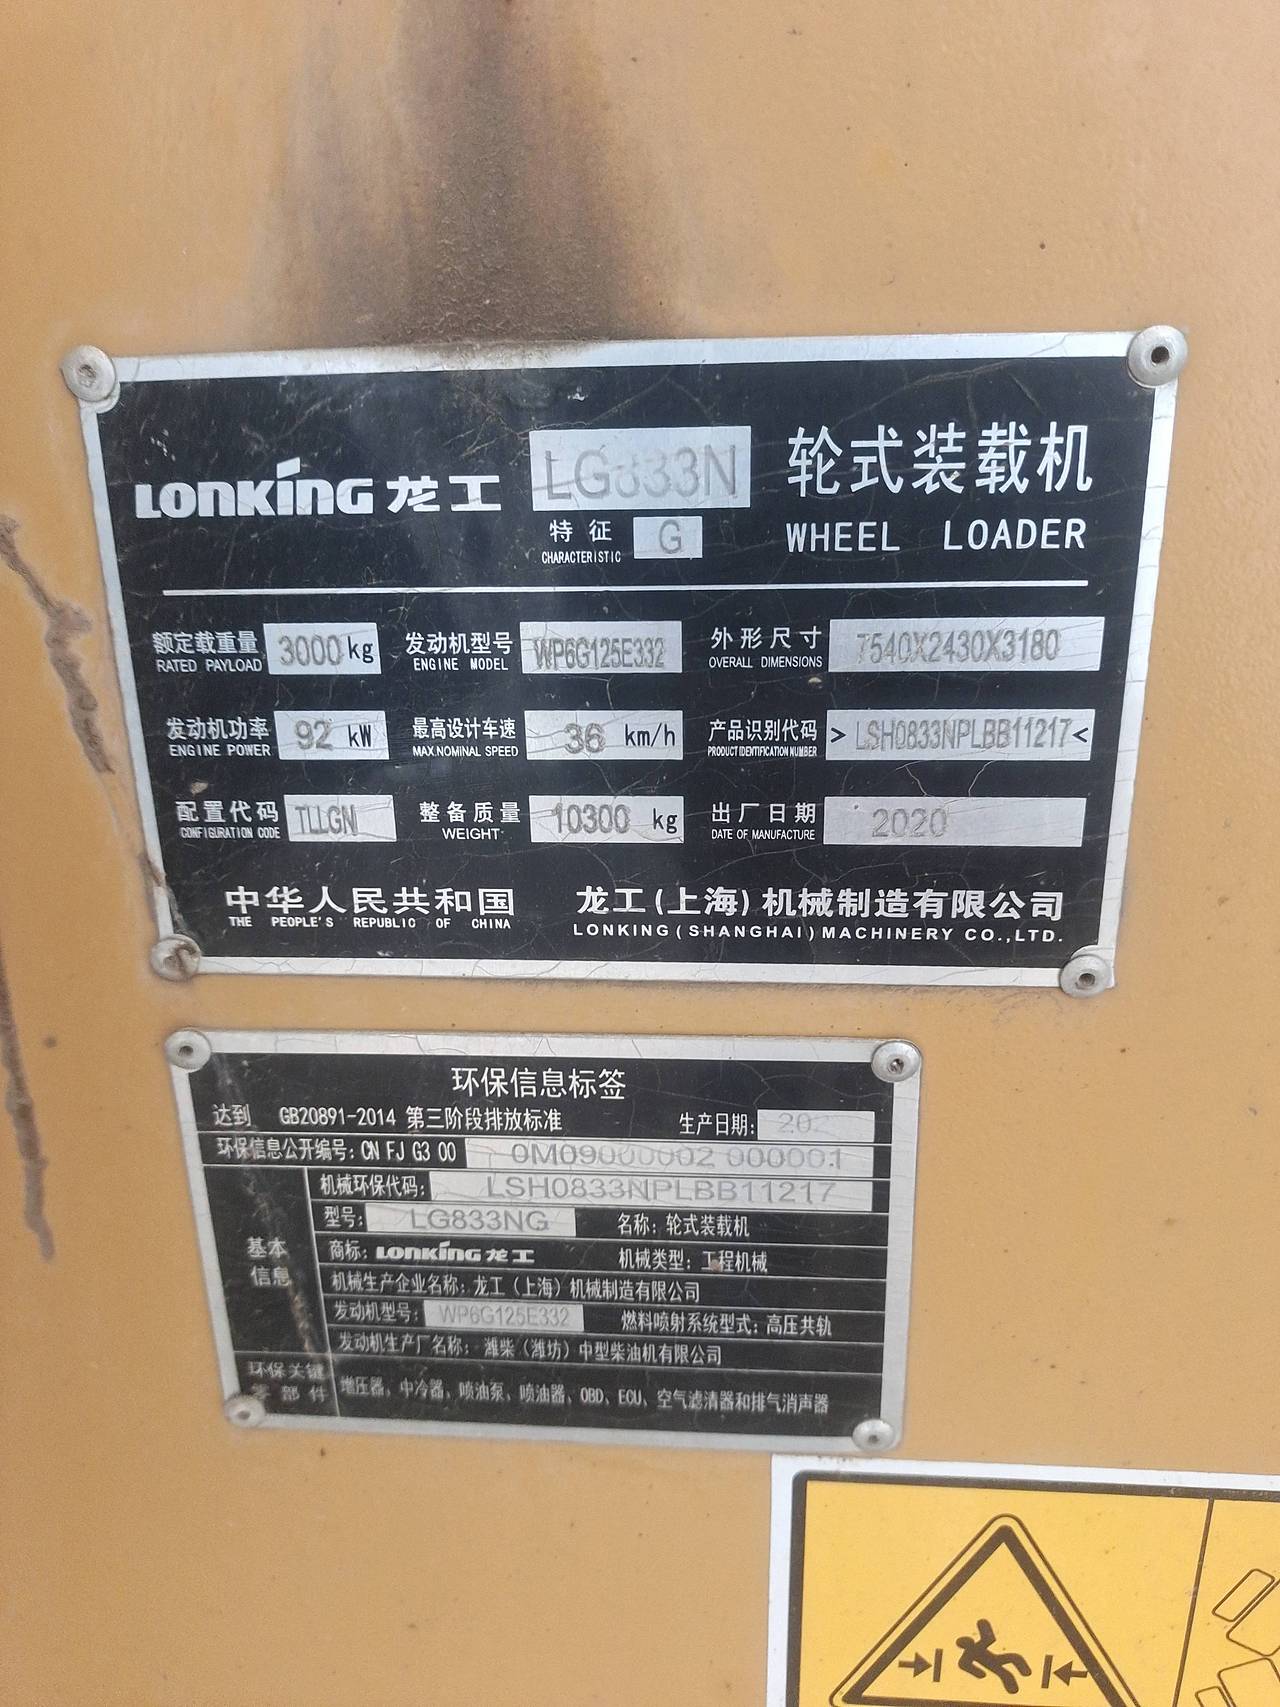 LONKING 龙工 LG833N 轮式装载机
特征 G WHEEL LOADER
CHARACTERISTIC
额定载重量 3000 kg 发动机型号 WP6G125E332 外形尺寸 7540X2430X3180
RATED PAYLOAD ENGINE MODEL OVERALL DIMENSIONS
发动机功率 92 kW 最高设计车速 36 km/h 产品识别代码 >LSH0833NPLBB11217<
ENGINE POWER MAX.NOMINAL SPEED PRODUCT IDENTIFICATION NUMBER
配置代码 TLLGN 整备质量 10300 kg 出厂日期 2020
CONFIGURATION CODE WEIGHT DATE OF MANUFACTURE
中华人民共和国 龙工(上海)机械制造有限公司
THE PEOPLE'S REPUBLIC OF CHINA LONKING(SHANGHAI)MACHINERY CO.,LTD.
环保信息标签
达到 GB20891-2014 第三阶段排放标准 生产日期: 202
环保信息公开编号: CN FJ G3 00 0M09000002 000001
基本信息
机械环保代码: LSH0833NPLBB11217
型号: LG833NG 名称: 轮式装载机
商标: LONKING 龙工 机械类型: 工程机械
机械生产企业名称: 龙工(上海)机械制造有限公司
发动机型号: WP6G125E332 燃料喷射系统型式: 高压共轨
发动机生产厂名称: 潍柴(潍坊)中型柴油机有限公司
环保关键零部件 增压器、中冷器、喷油泵、喷油器、OBD、ECU、空气滤清器和排气消声器